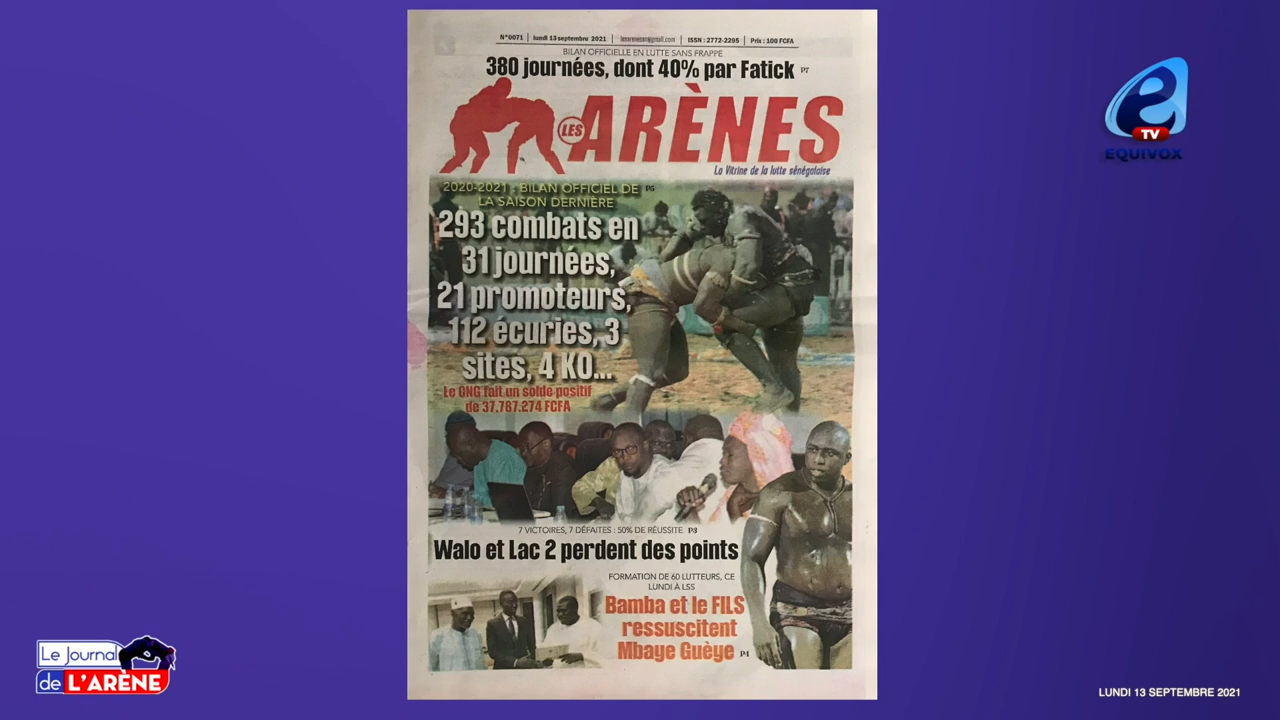 N°0071 | lundi 13 septembre 2021 | lesarenessn@gmail.com | ISSN : 2772-2295 | Prix : 100 FCFA
BILAN OFFICIELLE EN LUTTE SANS FRAPPE
380 journées, dont 40% par Fatick P7
LES ARÈNES
La Vitrine de la lutte sénégalaise
2020-2021 : BILAN OFFICIEL DE P5
LA SAISON DERNIÈRE
293 combats en
31 journées,
21 promoteurs,
112 écuries, 3
sites, 4 KO...
Le CNG fait un solde positif
de 37.787.274 FCFA
7 VICTOIRES, 7 DÉFAITES : 50% DE RÉUSSITE P3
Walo et Lac 2 perdent des points
FORMATION DE 60 LUTTEURS, CE
LUNDI À LSS
Bamba et le FILS
ressuscitent
Mbaye Guèye P4
e
TV
EQUIVOX
Le Journal
de L'ARÈNE
LUNDI 13 SEPTEMBRE 2021